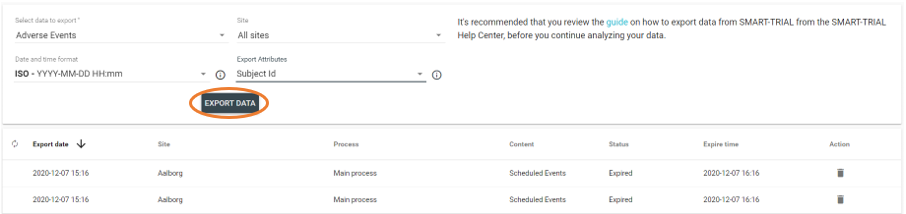 Select data to export *
Adverse Events
Site
All sites
It's recommended that you review the guide on how to export data from SMART-TRIAL from the SMART-TRIAL
Help Center, before you continue analyzing your data.
Date and time format
ISO - YYYY-MM-DD HH:mm
Export Attributes
Subject Id
EXPORT DATA
Export date Site Process Content Status Expire time Action
2020-12-07 15:16 Aalborg Main process Scheduled Events Expired 2020-12-07 16:16
2020-12-07 15:16 Aalborg Main process Scheduled Events Expired 2020-12-07 16:16